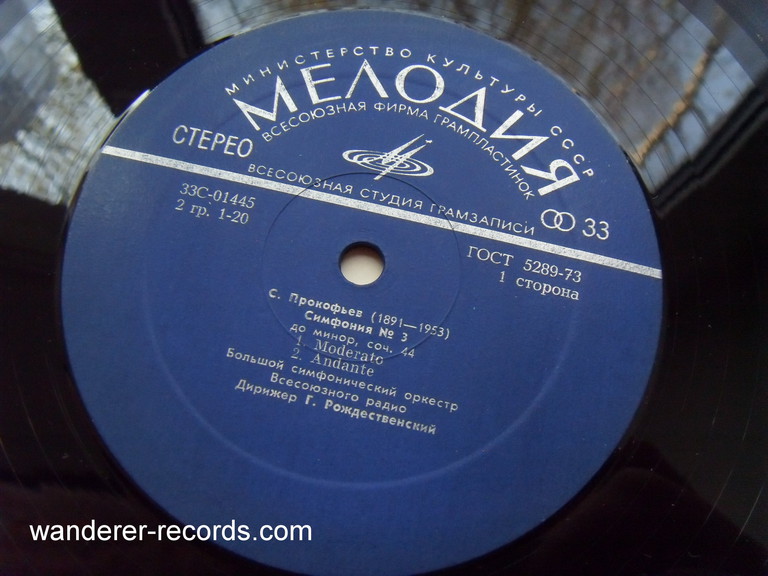 МИНИСТЕРСТВО КУЛЬТУРЫ СССР
МЕЛОДИЯ
ВСЕСОЮЗНАЯ ФИРМА ГРАМПЛАСТИНОК
СТЕРЕО
ВСЕСОЮЗНАЯ СТУДИЯ ГРАМЗАПИСИ
33
33С-01445
2 гр. 1-20
ГОСТ 5289-73
1 сторона
С. Прокофьев (1891—1953)
Симфония № 3
до минор, соч. 44
1. Moderato
2. Andante
Большой симфонический оркестр
Всесоюзного радио
Дирижер Г. Рождественский
wanderer-records.com